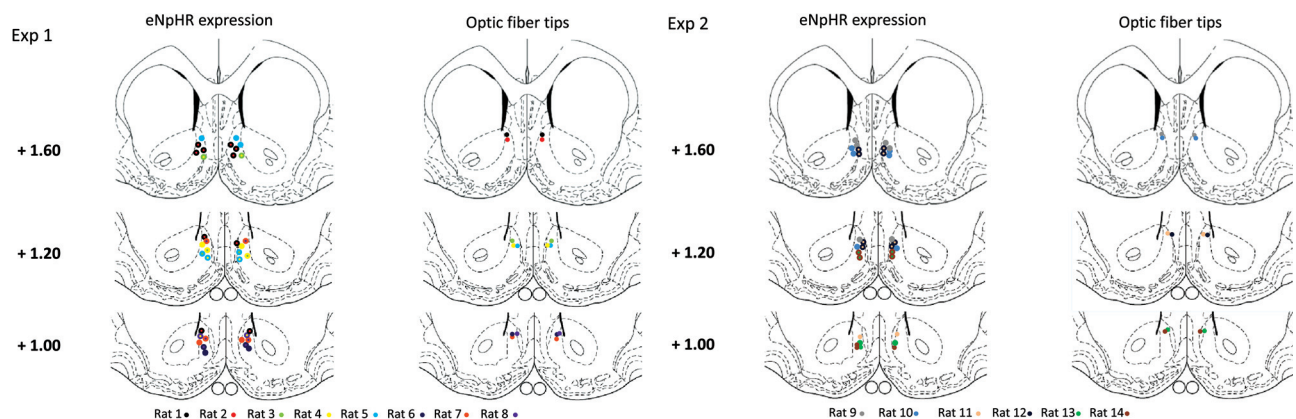 Exp 1
eNpHR expression
Optic fiber tips
+ 1.60
+ 1.20
+ 1.00
Rat 1 Rat 2 Rat 3 Rat 4 Rat 5 Rat 6 Rat 7 Rat 8
Exp 2
eNpHR expression
Optic fiber tips
+ 1.60
+ 1.20
+ 1.00
Rat 9 Rat 10 Rat 11 Rat 12 Rat 13 Rat 14